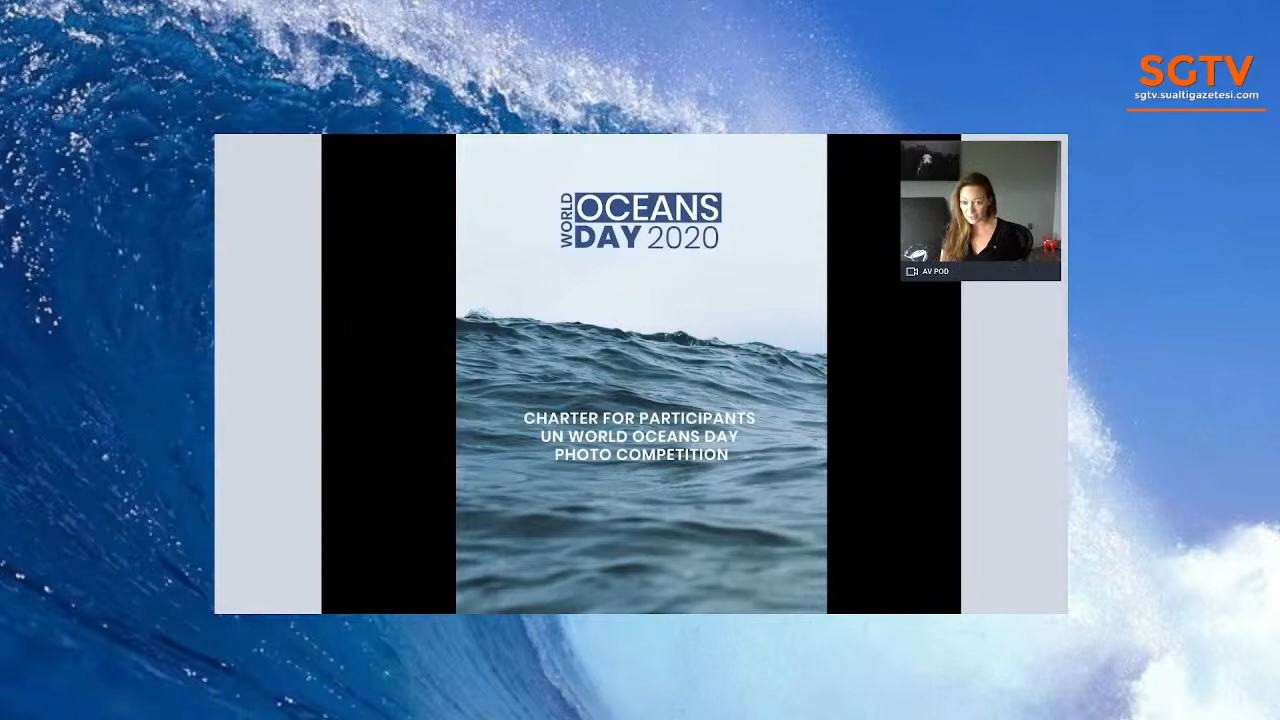 SGTV
sgtv.sualtigazetesi.com
WORLD
OCEANS
DAY 2020
AV POD
CHARTER FOR PARTICIPANTS
UN WORLD OCEANS DAY
PHOTO COMPETITION